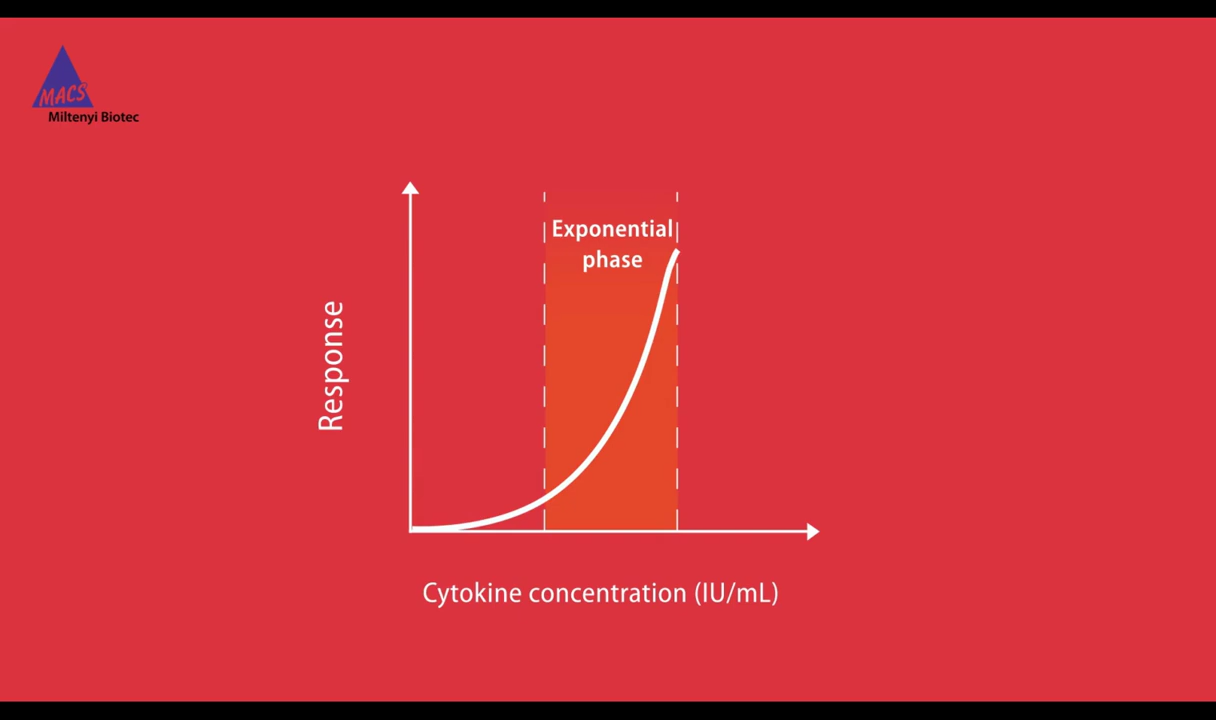 MACS
Miltenyi Biotec
Exponential
phase
Response
Cytokine concentration (IU/mL)